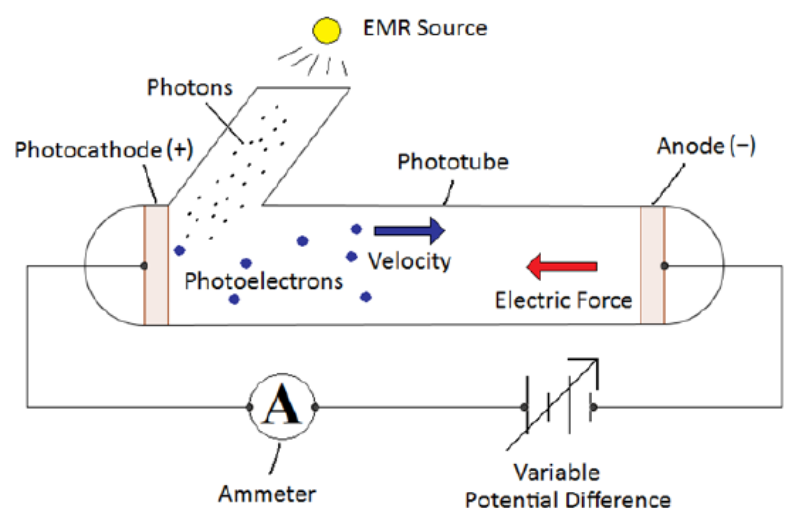 EMR Source
Photons
Photocathode (+)
Phototube
Anode (−)
Velocity
Photoelectrons
Electric Force
A
Ammeter
Variable
Potential Difference